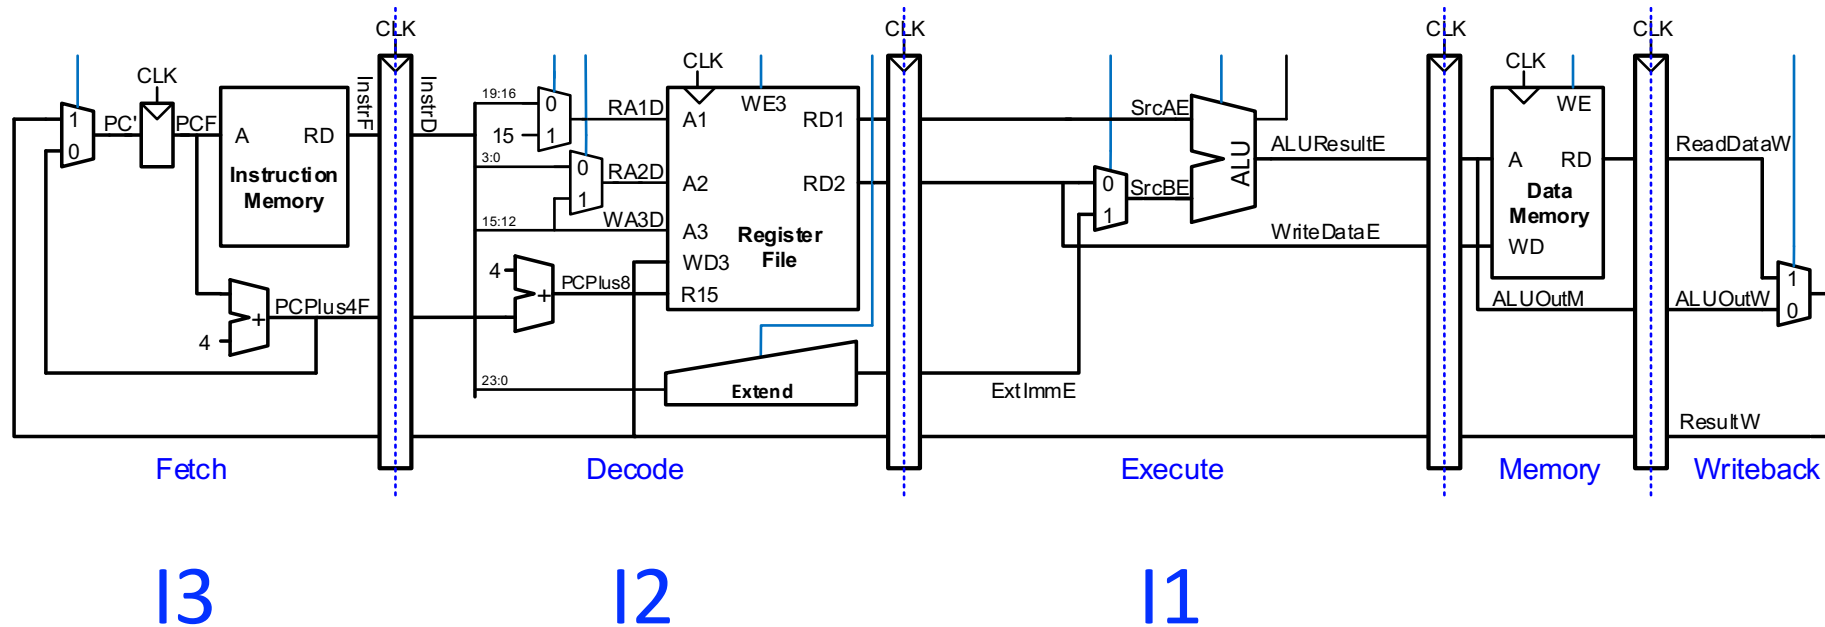 CLK
CLK
CLK
CLK
CLK
CLK
CLK
1
0
PC'
PCF
A
RD
Instruction
Memory
InstrF
InstrD
PCPlus4F
4
+
19:16
15
0
1
RA1D
3:0
0
1
RA2D
15:12
WA3D
4
+
PCPlus8
23:0
WE3
A1
RD1
A2
RD2
A3
Register
File
WD3
R15
Extend
SrcAE
0
1
SrcBE
ALU
ALUResultE
WriteDataE
ExtImmE
WE
A
RD
Data
Memory
WD
ALUOutM
ReadDataW
ALUOutW
1
0
ResultW
Fetch
Decode
Execute
Memory
Writeback
I3
I2
I1